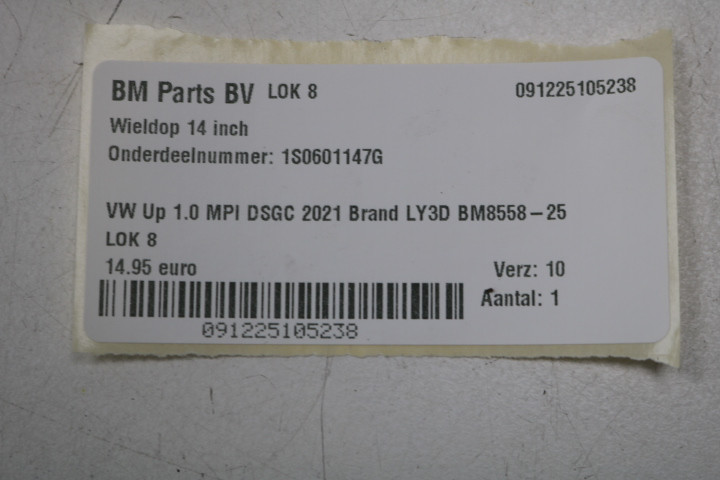 BM Parts BV LOK 8 091225105238
Wieldop 14 inch
Onderdeelnummer: 1S0601147G
VW Up 1.0 MPI DSGC 2021 Brand LY3D BM8558-25
LOK 8
14.95 euro Verz: 10
Aantal: 1
091225105238